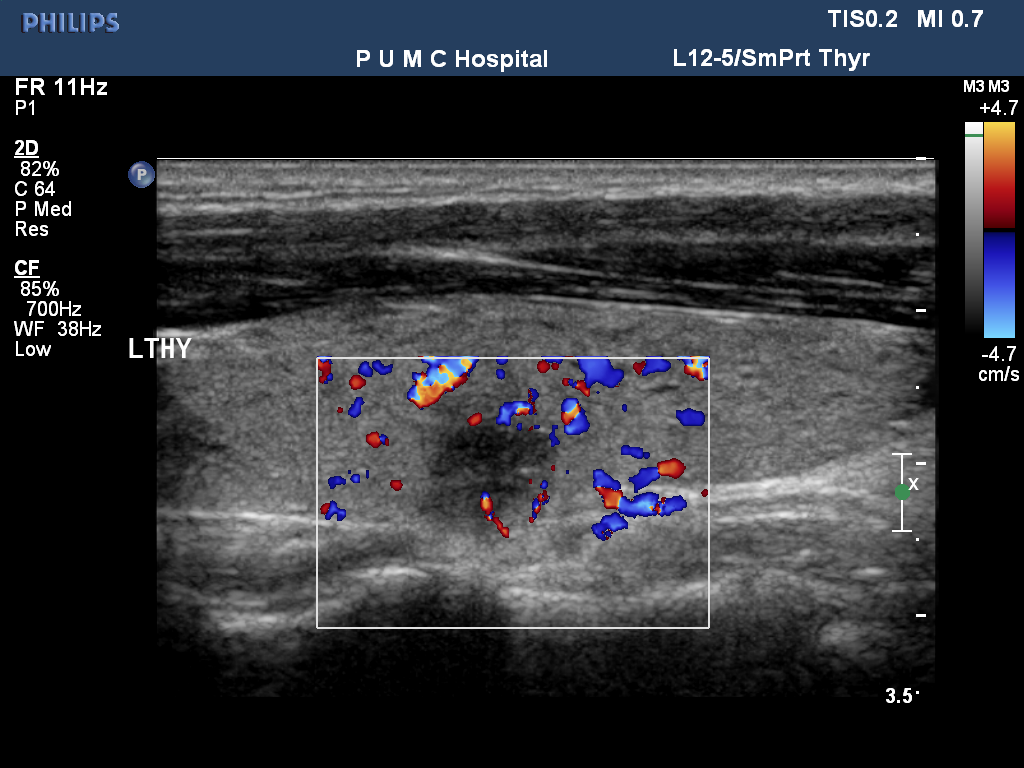 PHILIPS
TIS0.2 MI 0.7
P U M C Hospital
L12-5/SmPrt Thyr
FR 11Hz
P1
2D
82%
C 64
P Med
Res
CF
85%
700Hz
WF 38Hz
Low
P
LTHY
M3 M3
+4.7
-4.7
cm/s
x
3.5